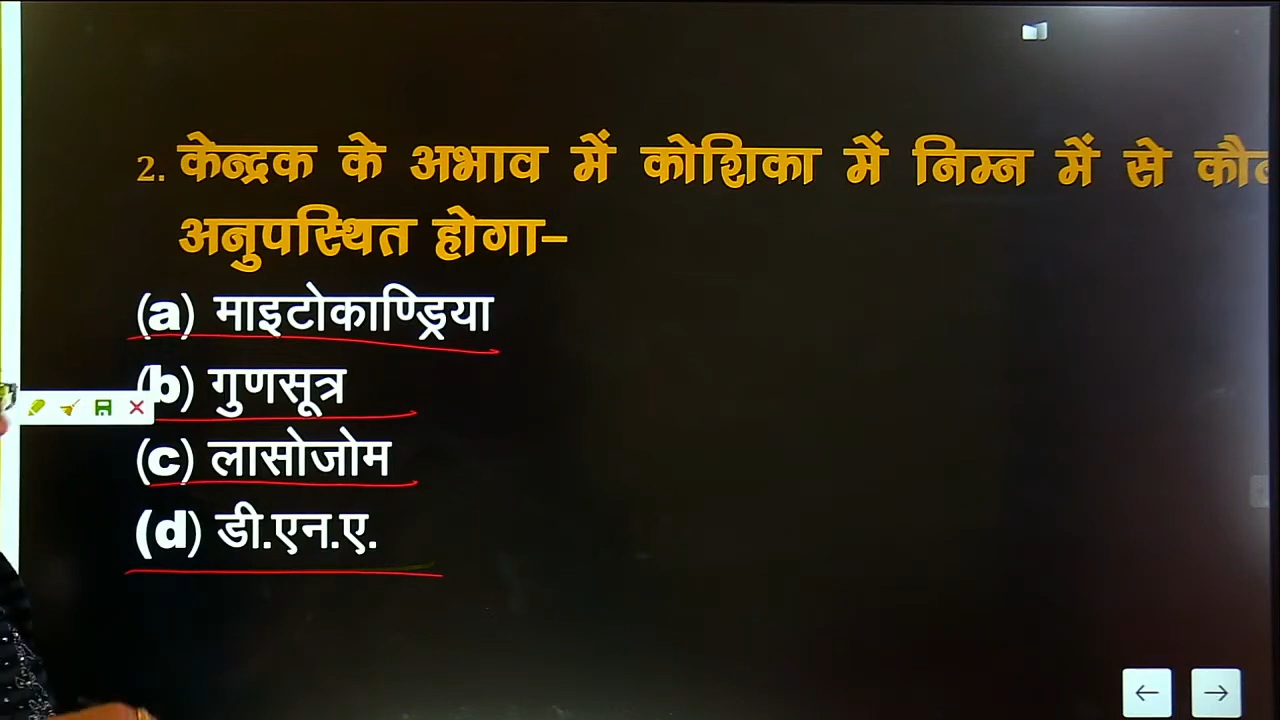 2. केन्द्रक के अभाव में कोशिका में निम्न में से
अनुपस्थित होगा–
(a) माइटोकाण्ड्रिया
(b) गुणसूत्र
(c) लासोजोम
(d) डी.एन.ए.